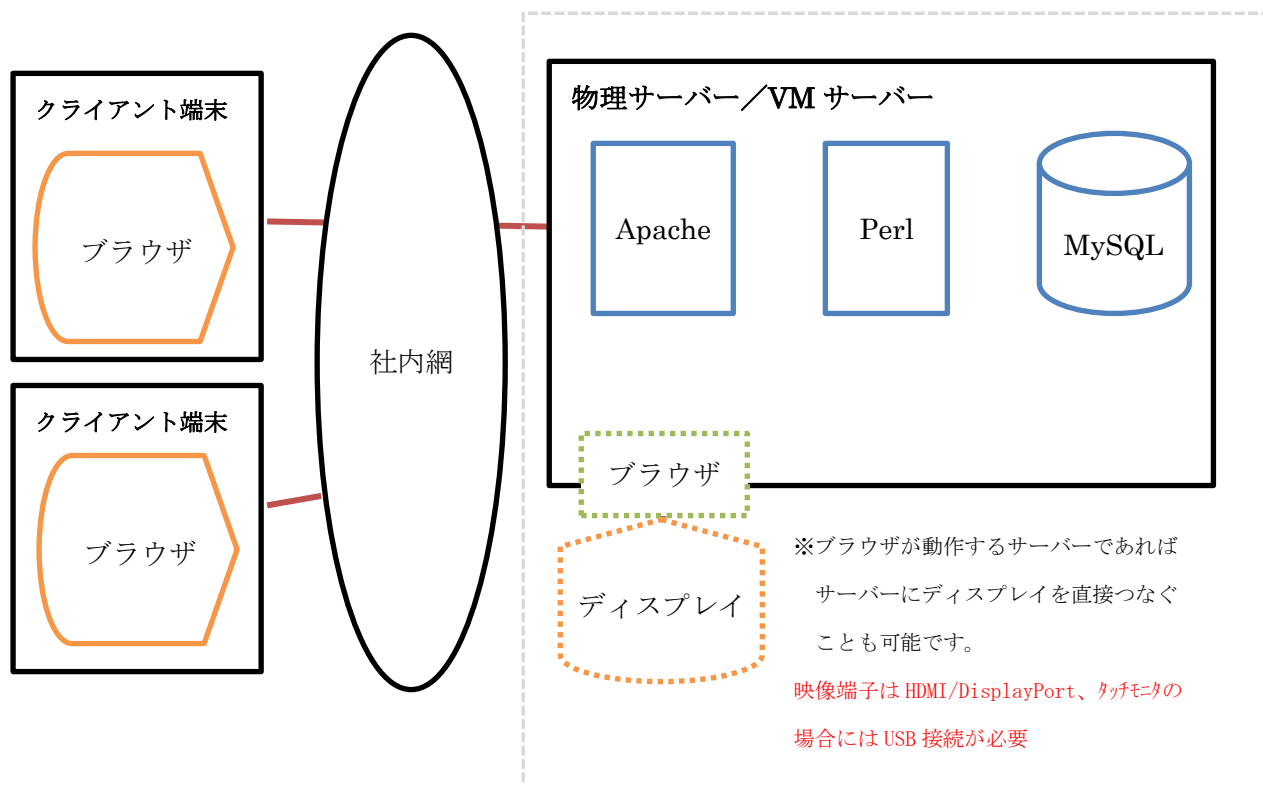 クライアント端末
ブラウザ
クライアント端末
ブラウザ
社内網
物理サーバー／VM サーバー
Apache
Perl
MySQL
ブラウザ
ディスプレイ
※ブラウザが動作するサーバーであれば
サーバーにディスプレイを直接つなぐ
ことも可能です。
映像端子は HDMI/DisplayPort、ﾀｯﾁﾓﾆﾀの
場合には USB 接続が必要